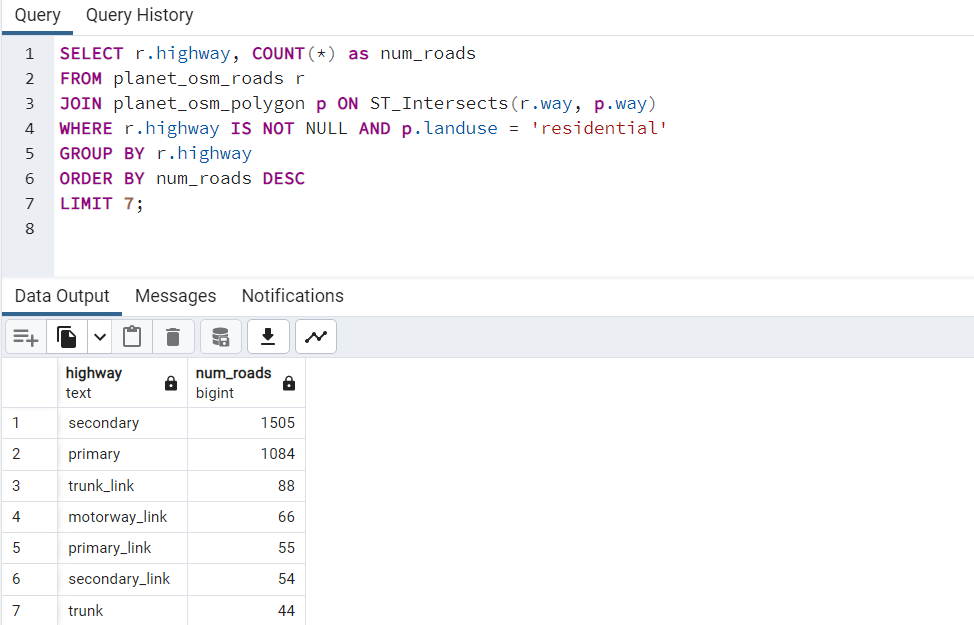 Query Query History
1 SELECT r.highway, COUNT(*) as num_roads
2 FROM planet_osm_roads r
3 JOIN planet_osm_polygon p ON ST_Intersects(r.way, p.way)
4 WHERE r.highway IS NOT NULL AND p.landuse = 'residential'
5 GROUP BY r.highway
6 ORDER BY num_roads DESC
7 LIMIT 7;
8
Data Output Messages Notifications
highway num_roads
text bigint
1 secondary 1505
2 primary 1084
3 trunk_link 88
4 motorway_link 66
5 primary_link 55
6 secondary_link 54
7 trunk 44